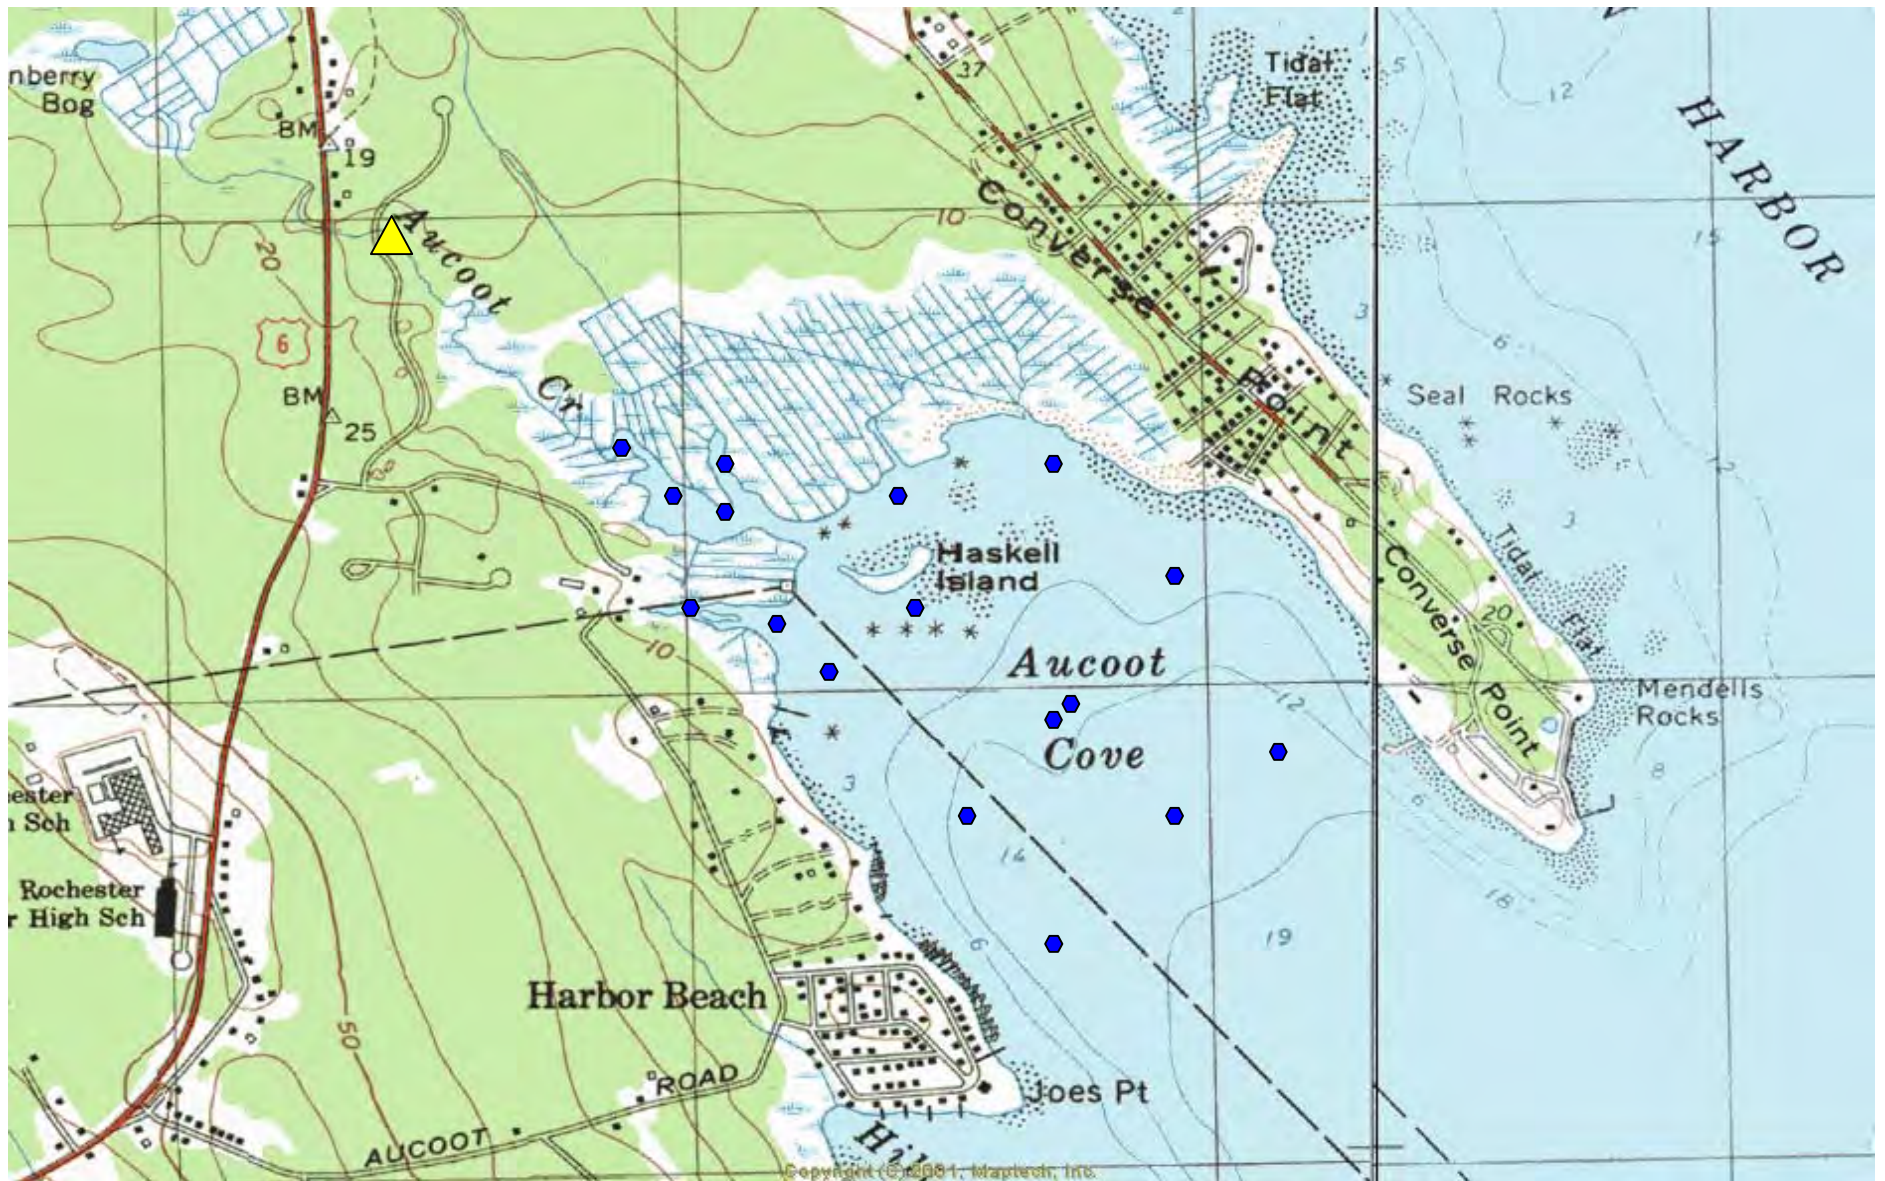 nberry
Bog
BM
19
37
Tidal
Flat
5
12
HARBOR
Aucoot
Cr
20
10
Converse
Point
15
3
6
6
BM
25
Seal Rocks
12
3
Tidal
Flat
Haskell
Island
Converse
Point
20
10
Aucoot
Cove
12
Mendells
Rocks
8
6
3
14
18
19
6
ester
h Sch
Rochester
r High Sch
50
Harbor Beach
ROAD
AUCOOT
Joes Pt
Copyright (C) 2001, Maptech, Inc.